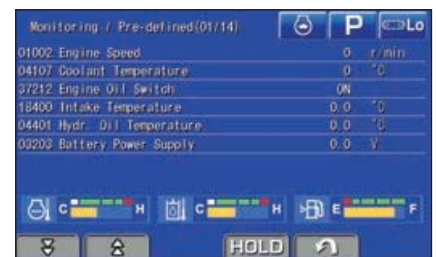 Monitoring / Pre-defined(01/14)
P
Lo
01002 Engine Speed 0 r/min
04107 Coolant Temperature 0 °C
37212 Engine Oil Switch ON
18400 Intake Temperature 0.0 °C
04401 Hydr. Oil Temperature 0.0 °C
03203 Battery Power Supply 0.0 V
C H C H E F
HOLD